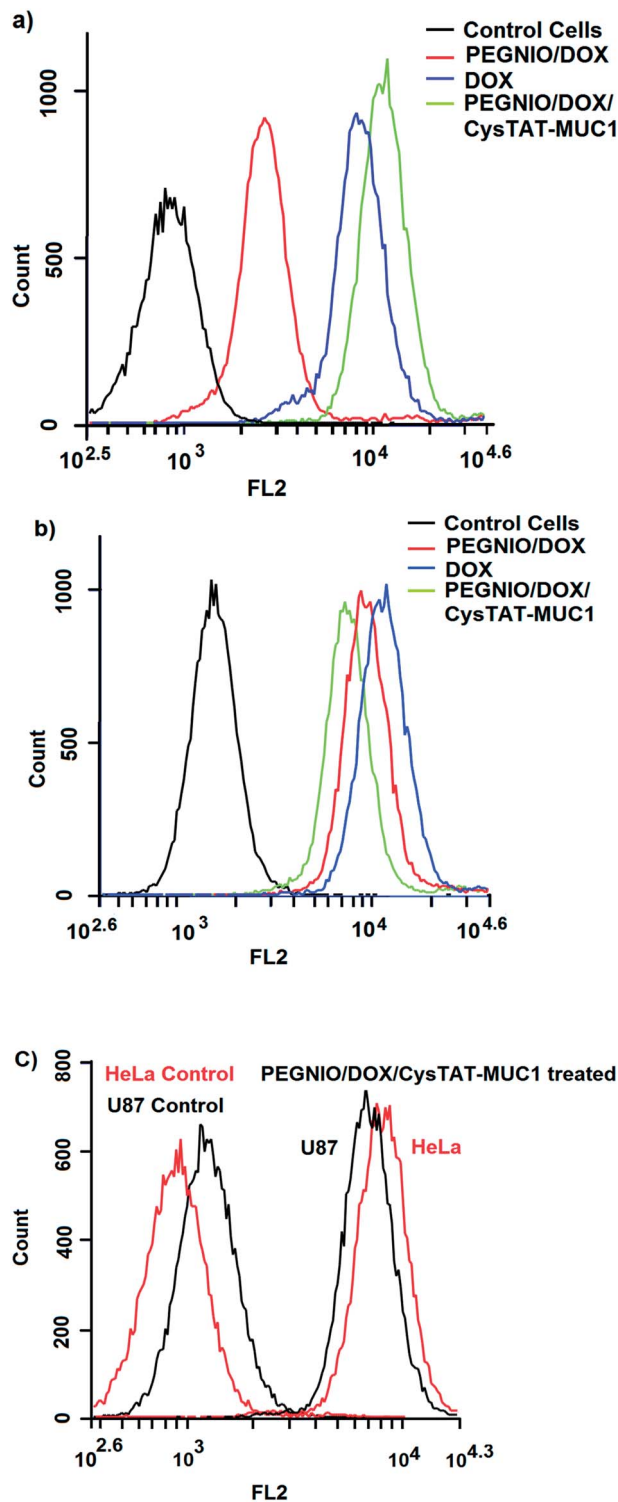 a)
Control Cells
PEGNIO/DOX
DOX
PEGNIO/DOX/
CysTAT-MUC1
1000
500
0
Count
10^2.5 10^3 10^4 10^4.6
FL2
b)
Control Cells
PEGNIO/DOX
DOX
PEGNIO/DOX/
CysTAT-MUC1
1000
500
0
Count
10^2.6 10^3 10^4 10^4.6
FL2
C)
HeLa Control PEGNIO/DOX/CysTAT-MUC1 treated
U87 Control
U87 HeLa
800
600
400
200
0
Count
10^2.6 10^3 10^4 10^4.3
FL2